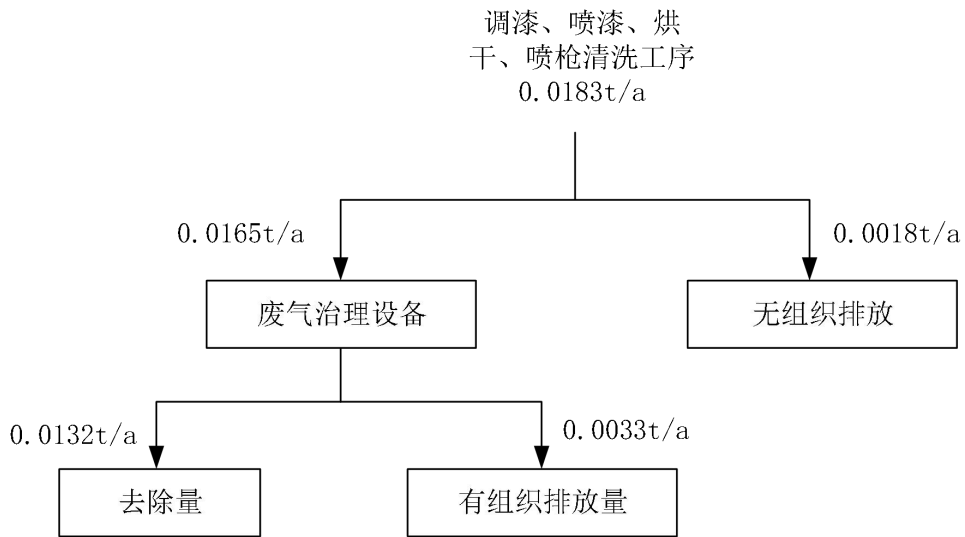 调漆、喷漆、烘
干、喷枪清洗工序
0.0183t/a
0.0165t/a
0.0018t/a
废气治理设备
无组织排放
0.0132t/a
0.0033t/a
去除量
有组织排放量